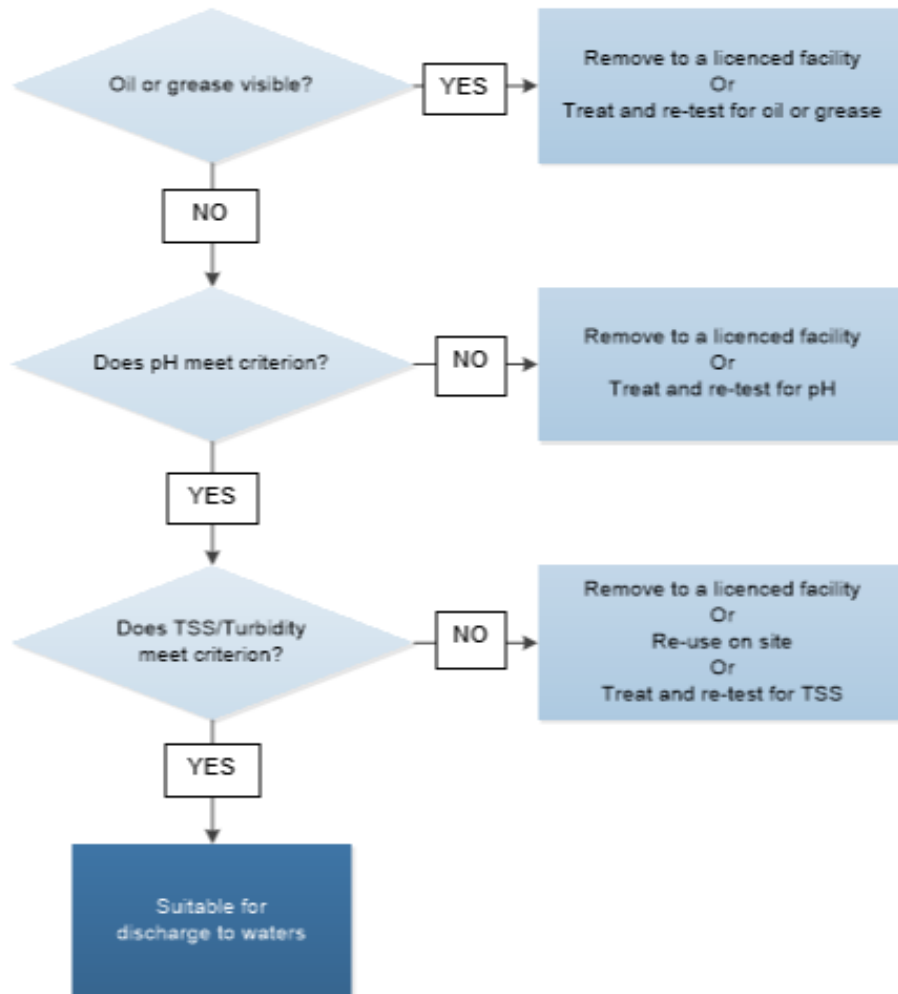 Oil or grease visible?
YES
Remove to a licenced facility
Or
Treat and re-test for oil or grease
NO
Does pH meet criterion?
NO
Remove to a licenced facility
Or
Treat and re-test for pH
YES
Does TSS/Turbidity
meet criterion?
NO
Remove to a licenced facility
Or
Re-use on site
Or
Treat and re-test for TSS
YES
Suitable for
discharge to waters